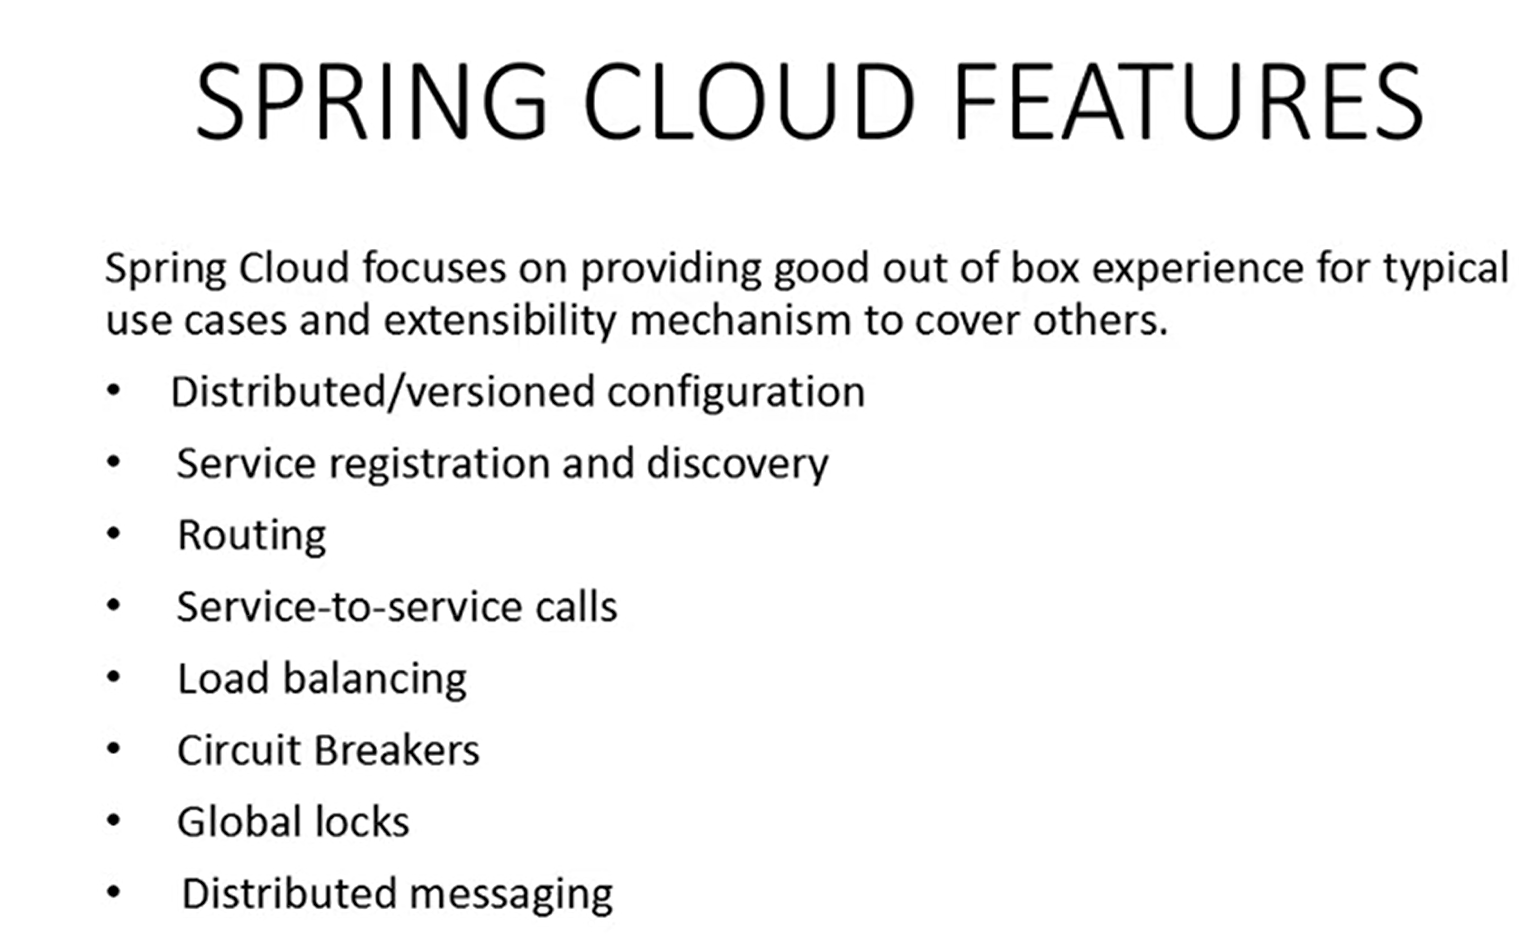 SPRING CLOUD FEATURES
Spring Cloud focuses on providing good out of box experience for typical
use cases and extensibility mechanism to cover others.
• Distributed/versioned configuration
• Service registration and discovery
• Routing
• Service-to-service calls
• Load balancing
• Circuit Breakers
• Global locks
• Distributed messaging